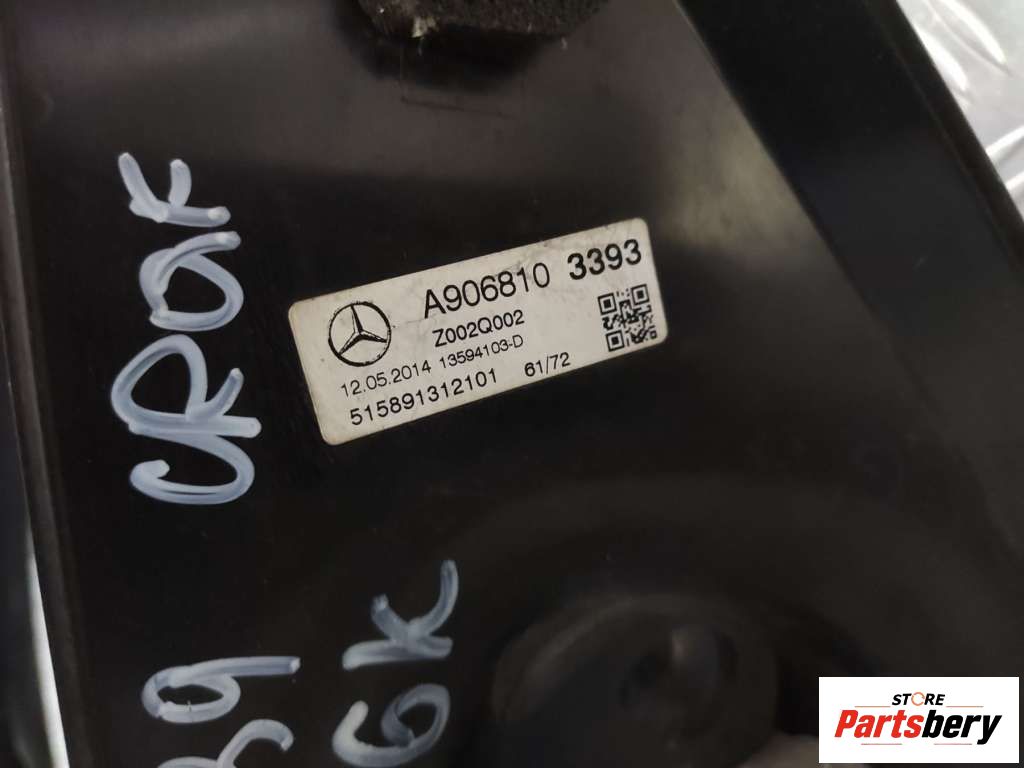 A906810 3393
Z002Q002
12.05.2014 13594103-D
515891312101 61/72
STORE
Partsbery